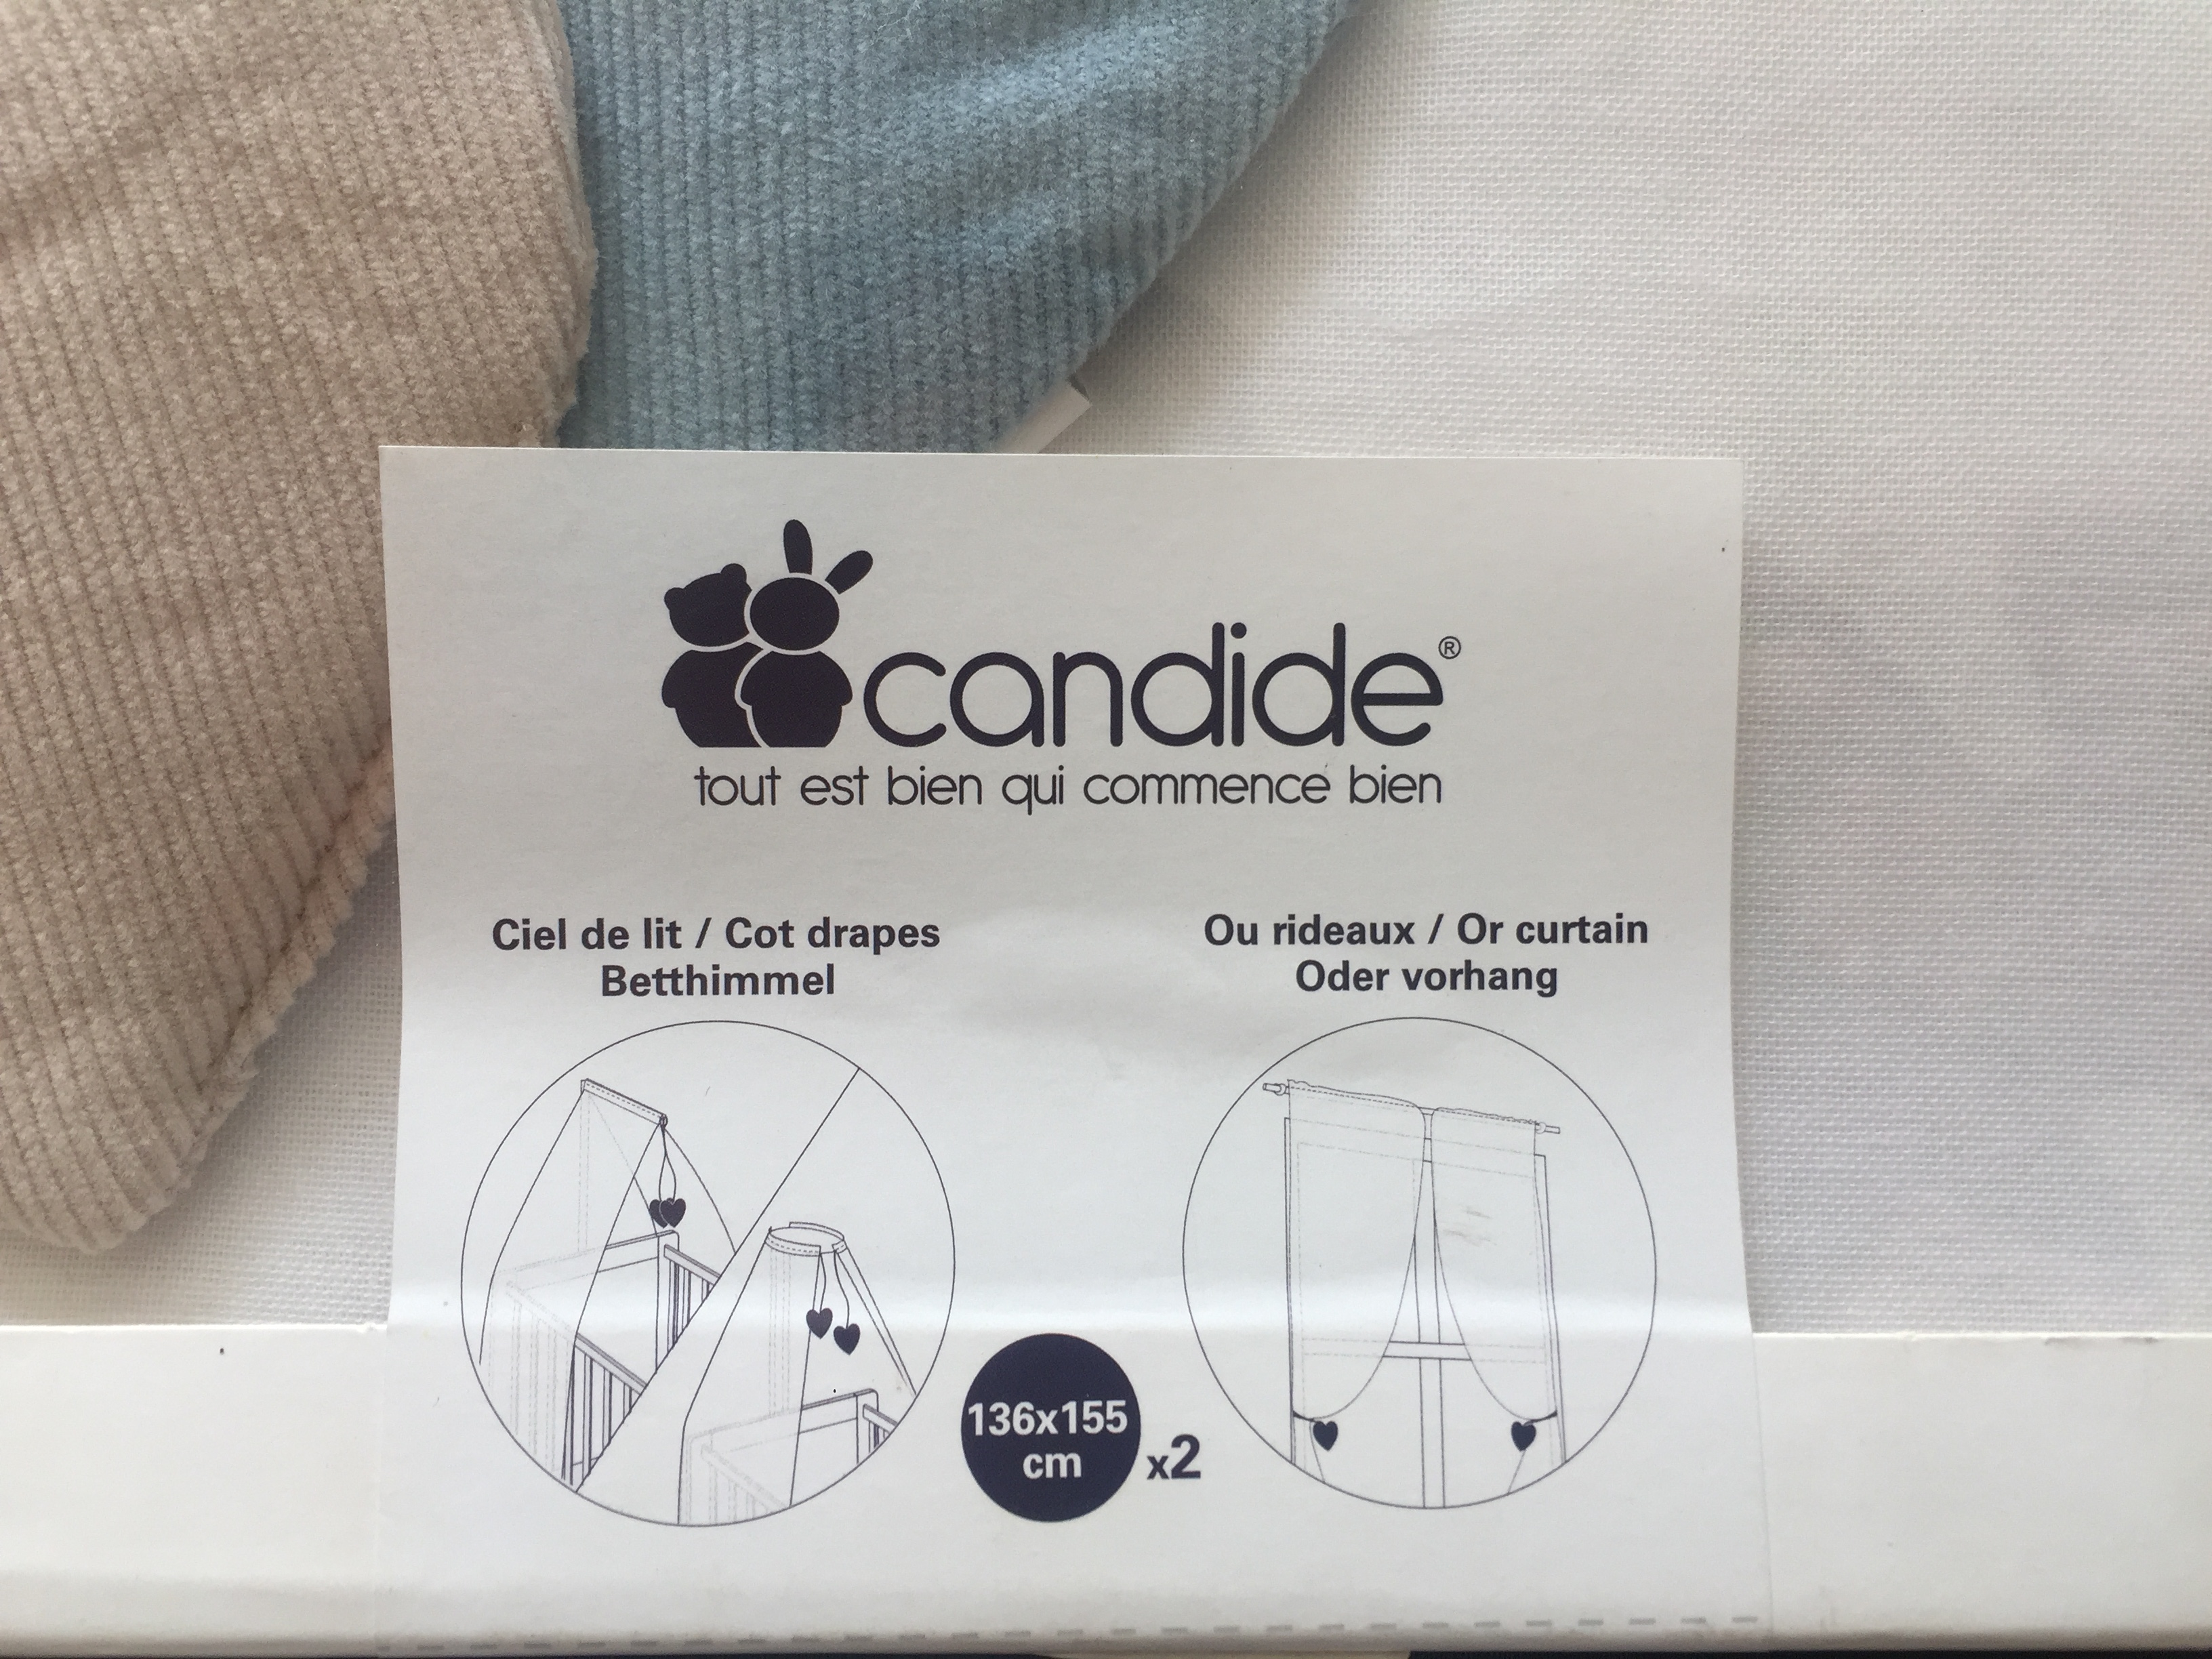 candide®
tout est bien qui commence bien
Ciel de lit / Cot drapes
Betthimmel
Ou rideaux / Or curtain
Oder vorhang
136x155
cm
x2